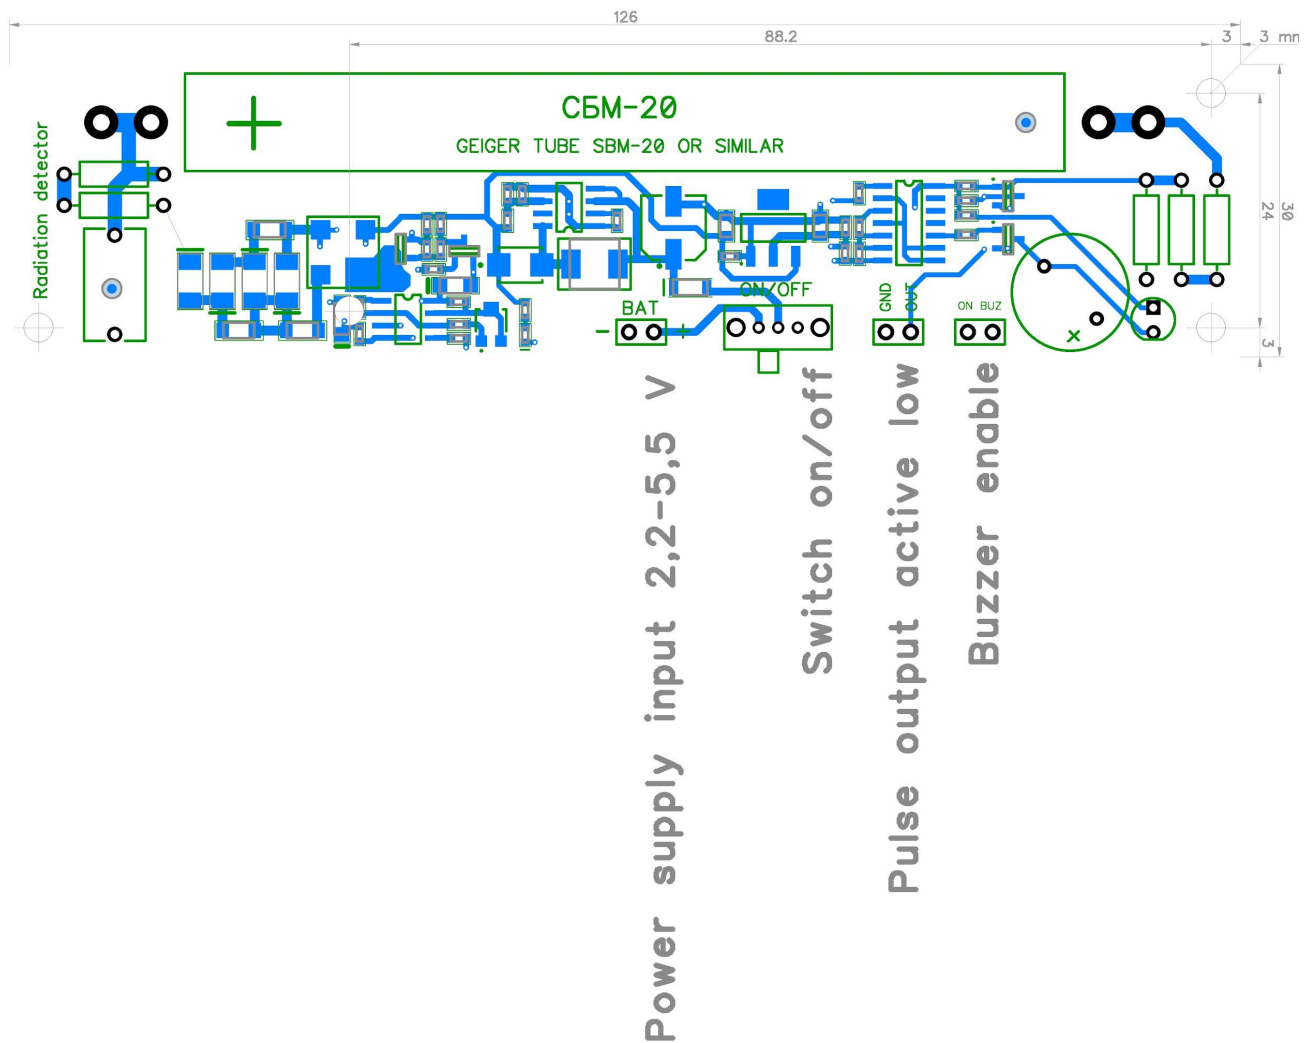 126
88.2
3
3 mm
СБМ-20
GEIGER TUBE SBM-20 OR SIMILAR
Radiation detector
30
24
3
ON/OFF
BAT
- +
GND
OUT
ON BUZ
Power supply input 2,2-5,5 V
Switch on/off
Pulse output active low
Buzzer enable